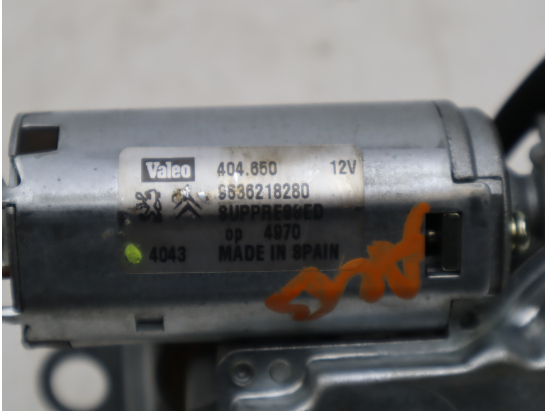 Valeo 404.650 12V
9636218280
SUPPRESSED
op 4970
4043 MADE IN SPAIN